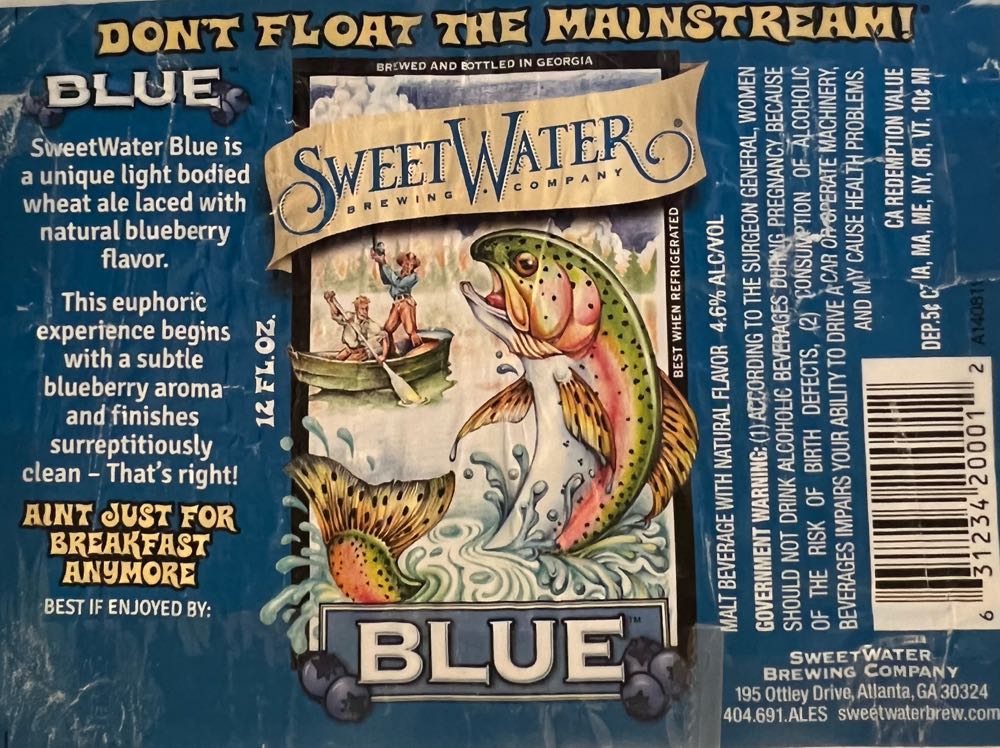 DON'T FLOAT THE MAINSTREAM!
BLUE
SweetWater Blue is
a unique light bodied
wheat ale laced with
natural blueberry
flavor.
This euphoric
experience begins
with a subtle
blueberry aroma
and finishes
surreptitiously
clean – That's right!
AINT JUST FOR
BREAKFAST
ANYMORE
BEST IF ENJOYED BY:
12 FL. OZ.
BREWED AND BOTTLED IN GEORGIA
SWEETWATER®
BREWING COMPANY
BEST WHEN REFRIGERATED
BLUE™
MALT BEVERAGE WITH NATURAL FLAVOR 4.6% ALC/VOL
GOVERNMENT WARNING: (1) ACCORDING TO THE SURGEON GENERAL, WOMEN
SHOULD NOT DRINK ALCOHOLIC BEVERAGES DURING PREGNANCY BECAUSE
OF THE RISK OF BIRTH DEFECTS, (2) CONSUMPTION OF ALCOHOLIC
BEVERAGES IMPAIRS YOUR ABILITY TO DRIVE A CAR OR OPERATE MACHINERY,
AND MAY CAUSE HEALTH PROBLEMS.
CA REDEMPTION VALUE
DEP.5¢ CT, IA, MA, ME, NY, OR, VT, 10¢ MI
A14081
6 31234 20001 2
SWEETWATER
BREWING COMPANY
195 Ottley Drive, Atlanta, GA 30324
404.691.ALES sweetwaterbrew.com